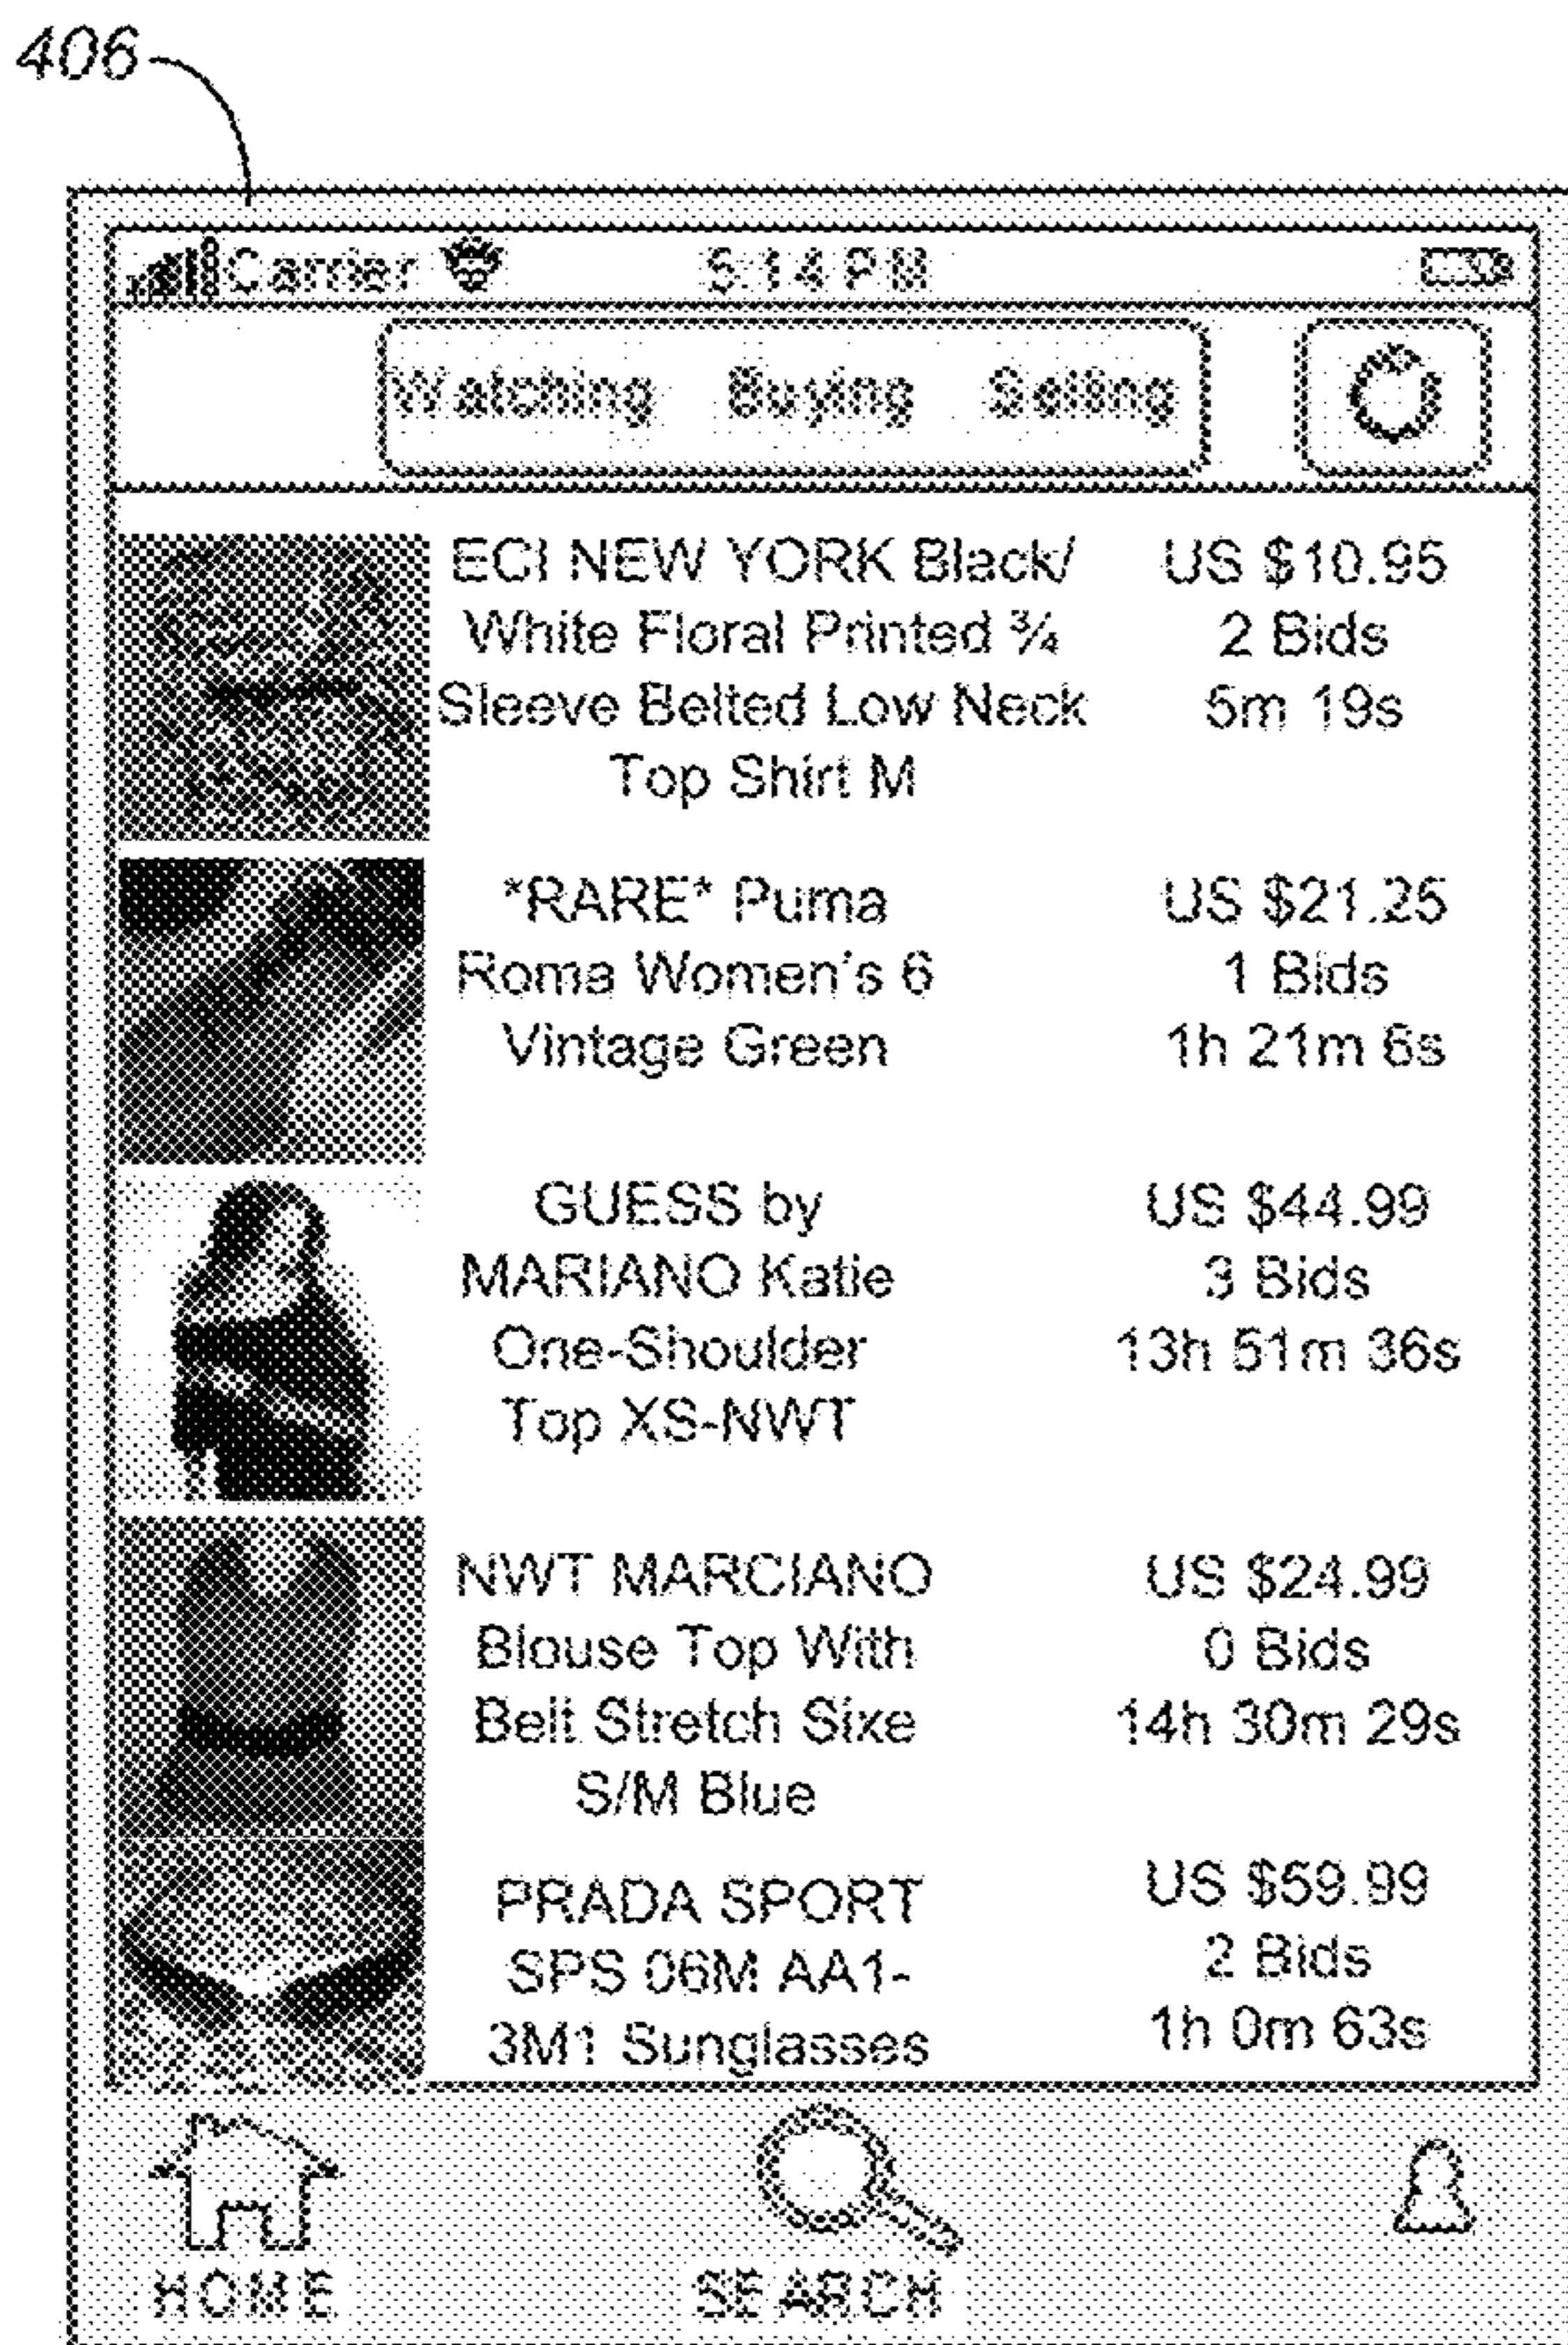 406
Carrier 5:14 PM
Watching Buying Selling
ECI NEW YORK Black/
White Floral Printed ¾
Sleeve Belted Low Neck
Top Shirt M
US $10.95
2 Bids
5m 19s
*RARE* Puma
Roma Women's 6
Vintage Green
US $21.25
1 Bids
1h 21m 6s
GUESS by
MARIANO Katie
One-Shoulder
Top XS-NWT
US $44.99
3 Bids
13h 51m 36s
NWT MARCIANO
Blouse Top With
Belt Stretch Sixe
S/M Blue
US $24.99
0 Bids
14h 30m 29s
PRADA SPORT
SPS 06M AA1-
3M1 Sunglasses
US $59.99
2 Bids
1h 0m 63s
HOME
SEARCH